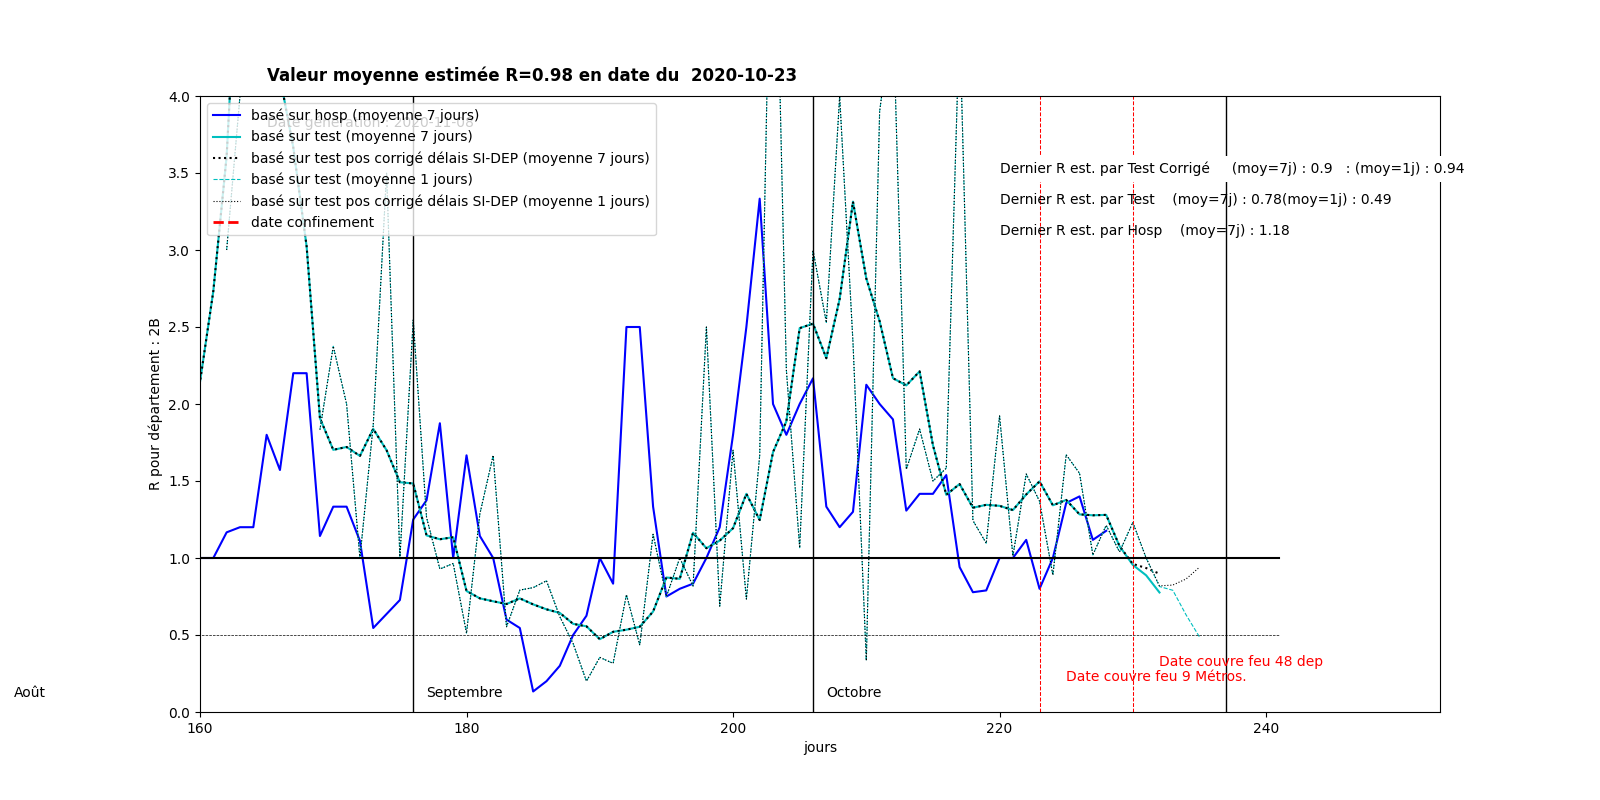 Valeur moyenne estimée R=0.98 en date du  2020-10-23
Date génération : 2020-11-08
basé sur hosp (moyenne 7 jours)
basé sur test (moyenne 7 jours)
basé sur test pos corrigé délais SI-DEP (moyenne 7 jours)
basé sur test (moyenne 1 jours)
basé sur test pos corrigé délais SI-DEP (moyenne 1 jours)
date confinement
Dernier R est. par Test Corrigé (moy=7j) : 0.9 : (moy=1j) : 0.94
Dernier R est. par Test (moy=7j) : 0.78(moy=1j) : 0.49
Dernier R est. par Hosp (moy=7j) : 1.18
4.0
3.5
3.0
2.5
2.0
1.5
1.0
0.5
0.0
R pour département : 2B
Date couvre feu 48 dep
Date couvre feu 9 Métros.
Août
Septembre
Octobre
160
180
200
220
240
jours